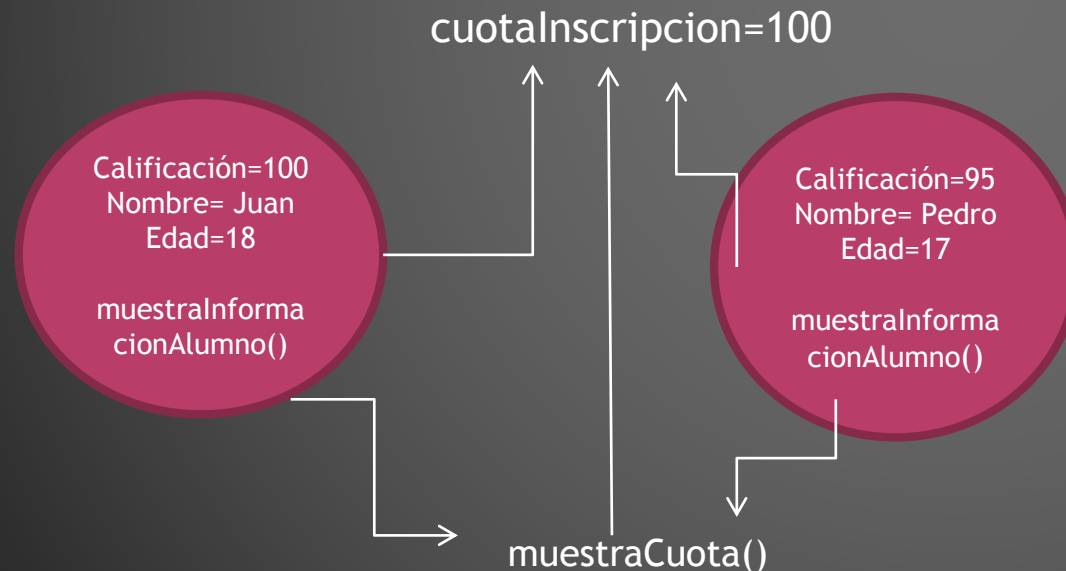 cuotaInscripcion=100
Calificación=100
Nombre= Juan
Edad=18
muestraInforma
cionAlumno()
Calificación=95
Nombre= Pedro
Edad=17
muestraInforma
cionAlumno()
muestraCuota()